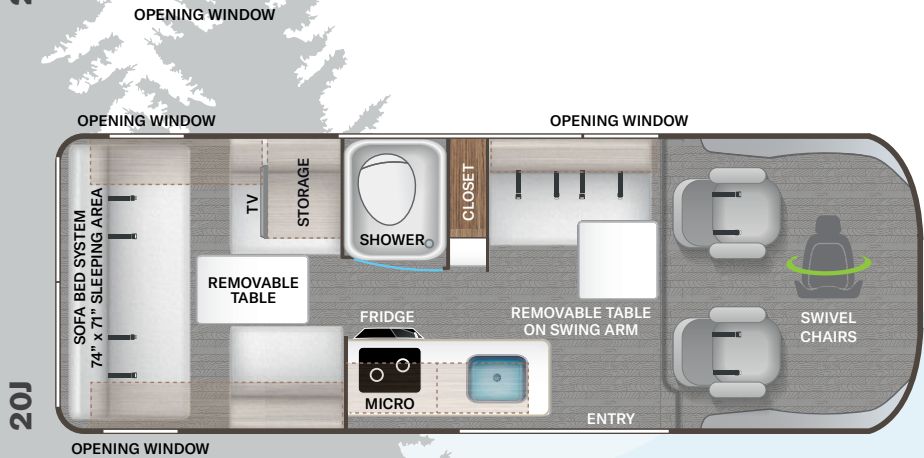 OPENING WINDOW
OPENING WINDOW
OPENING WINDOW
SOFA BED SYSTEM
74" x 71" SLEEPING AREA
TV
STORAGE
SHOWER
CLOSET
REMOVABLE
TABLE
FRIDGE
MICRO
REMOVABLE TABLE
ON SWING ARM
SWIVEL
CHAIRS
ENTRY
20J
OPENING WINDOW